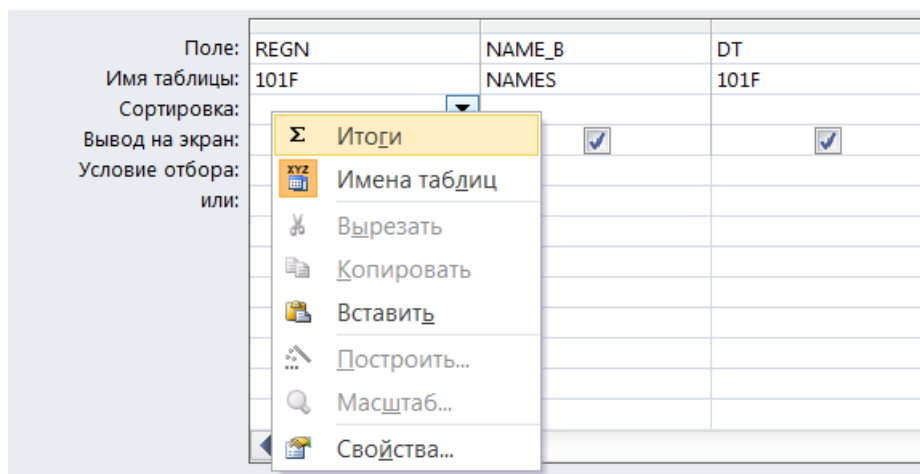 Поле: REGN NAME_B DT
Имя таблицы: 101F NAMES 101F
Сортировка:
Вывод на экран:
Условие отбора:
или:
Σ Итоги
XYZ Имена таблиц
Вырезать
Копировать
Вставить
Построить...
Масштаб...
Свойства...